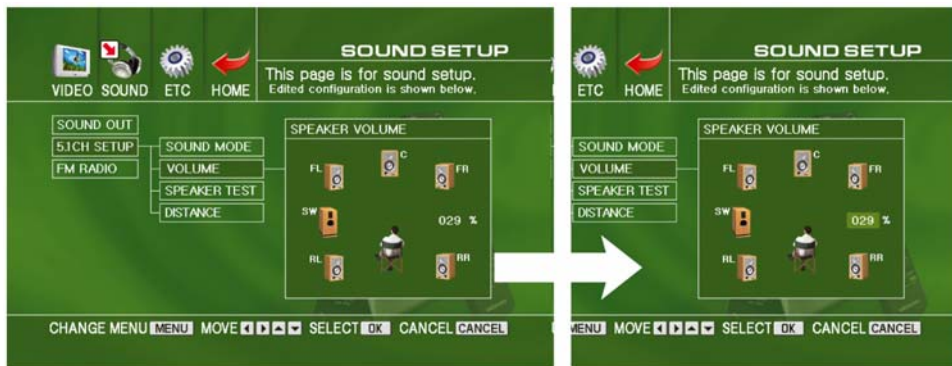 SOUND SETUP
This page is for sound setup.
Edited configuration is shown below.
VIDEO SOUND ETC HOME
SOUND OUT
5.1CH SETUP
FM RADIO
SOUND MODE
VOLUME
SPEAKER TEST
DISTANCE
SPEAKER VOLUME
FL C FR
SW 029 %
RL RR
CHANGE MENU MENU MOVE SELECT OK CANCEL CANCEL
SOUND SETUP
This page is for sound setup.
Edited configuration is shown below.
ETC HOME
SOUND MODE
VOLUME
SPEAKER TEST
DISTANCE
SPEAKER VOLUME
FL C FR
SW 029 %
RL RR
MENU MOVE SELECT OK CANCEL CANCEL